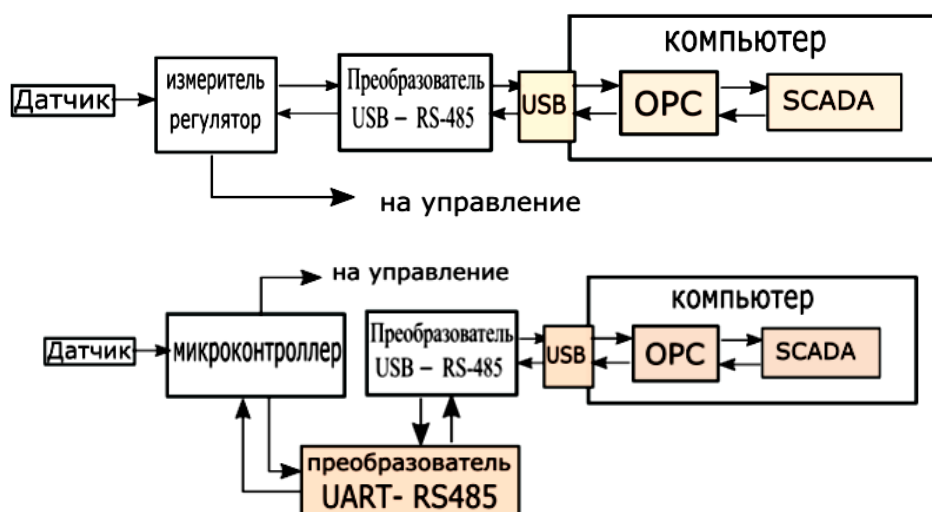 компьютер
Датчик
измеритель
регулятор
Преобразователь
USB – RS-485
USB
OPC
SCADA
на управление
на управление
компьютер
Датчик
микроконтроллер
Преобразователь
USB – RS-485
USB
OPC
SCADA
преобразователь
UART- RS485